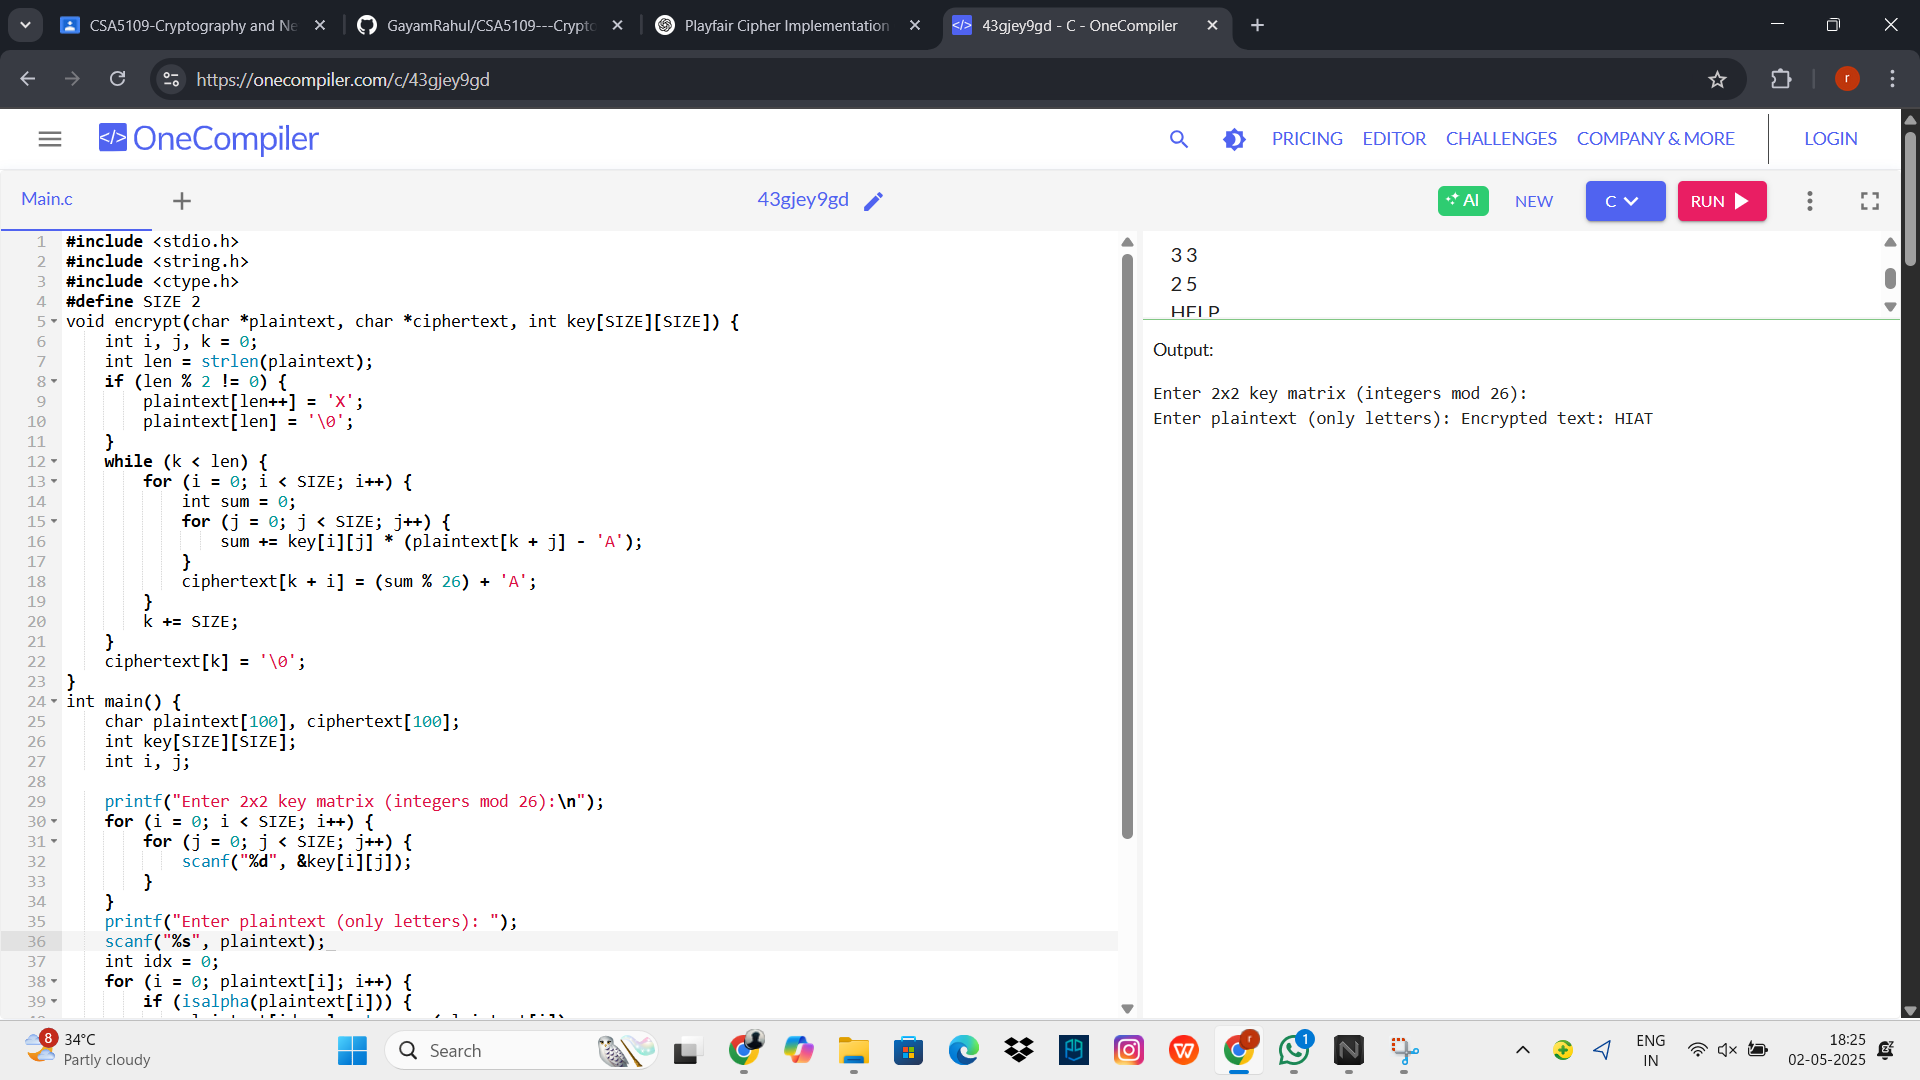 CSA5109-Cryptography and Ne
GayamRahul/CSA5109---Crypto
Playfair Cipher Implementation
43gjey9gd - C - OneCompiler
https://onecompiler.com/c/43gjey9gd
r
</> OneCompiler
PRICING
EDITOR
CHALLENGES
COMPANY & MORE
LOGIN
Main.c
43gjey9gd
AI
NEW
C
RUN
1 #include <stdio.h>
2 #include <string.h>
3 #include <ctype.h>
4 #define SIZE 2
5 void encrypt(char *plaintext, char *ciphertext, int key[SIZE][SIZE]) {
6 int i, j, k = 0;
7 int len = strlen(plaintext);
8 if (len % 2 != 0) {
9 plaintext[len++] = 'X';
10 plaintext[len] = '\0';
11 }
12 while (k < len) {
13 for (i = 0; i < SIZE; i++) {
14 int sum = 0;
15 for (j = 0; j < SIZE; j++) {
16 sum += key[i][j] * (plaintext[k + j] - 'A');
17 }
18 ciphertext[k + i] = (sum % 26) + 'A';
19 }
20 k += SIZE;
21 }
22 ciphertext[k] = '\0';
23 }
24 int main() {
25 char plaintext[100], ciphertext[100];
26 int key[SIZE][SIZE];
27 int i, j;
28
29 printf("Enter 2x2 key matrix (integers mod 26):\n");
30 for (i = 0; i < SIZE; i++) {
31 for (j = 0; j < SIZE; j++) {
32 scanf("%d", &key[i][j]);
33 }
34 }
35 printf("Enter plaintext (only letters): ");
36 scanf("%s", plaintext);
37 int idx = 0;
38 for (i = 0; plaintext[i]; i++) {
39 if (isalpha(plaintext[i])) {
3 3
2 5
HELP
Output:
Enter 2x2 key matrix (integers mod 26):
Enter plaintext (only letters): Encrypted text: HIAT
8
34°C
Partly cloudy
Search
r
1
ENG
IN
18:25
02-05-2025